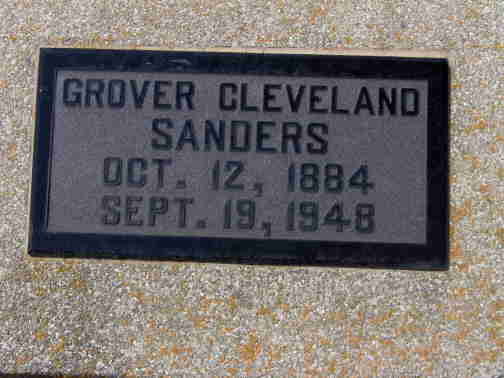 GROVER CLEVELAND
SANDERS
OCT. 12, 1884
SEPT. 19, 1948